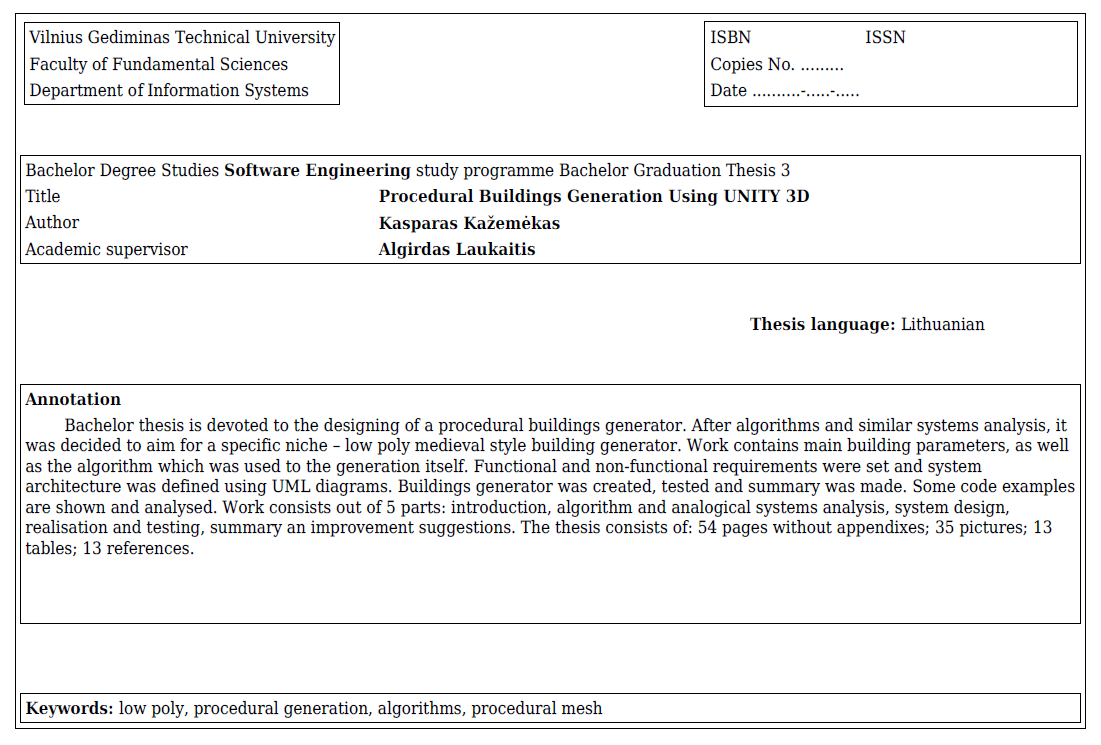 Vilnius Gediminas Technical University
Faculty of Fundamental Sciences
Department of Information Systems
ISBN ISSN
Copies No. .........
Date ..........-.....-.....
Bachelor Degree Studies Software Engineering study programme Bachelor Graduation Thesis 3
Title Procedural Buildings Generation Using UNITY 3D
Author Kasparas Kažemėkas
Academic supervisor Algirdas Laukaitis
Thesis language: Lithuanian
Annotation
Bachelor thesis is devoted to the designing of a procedural buildings generator. After algorithms and similar systems analysis, it
was decided to aim for a specific niche – low poly medieval style building generator. Work contains main building parameters, as well
as the algorithm which was used to the generation itself. Functional and non-functional requirements were set and system
architecture was defined using UML diagrams. Buildings generator was created, tested and summary was made. Some code examples
are shown and analysed. Work consists out of 5 parts: introduction, algorithm and analogical systems analysis, system design,
realisation and testing, summary an improvement suggestions. The thesis consists of: 54 pages without appendixes; 35 pictures; 13
tables; 13 references.
Keywords: low poly, procedural generation, algorithms, procedural mesh